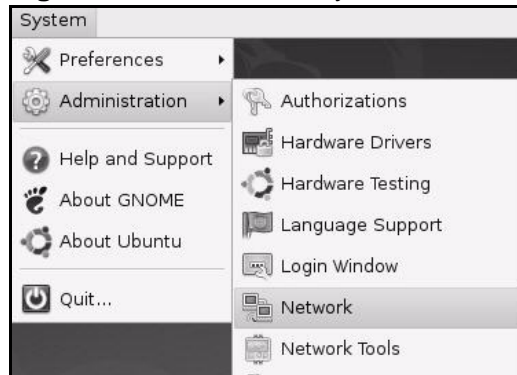 System
Preferences
Administration
Help and Support
About GNOME
About Ubuntu
Quit...
Authorizations
Hardware Drivers
Hardware Testing
Language Support
Login Window
Network
Network Tools